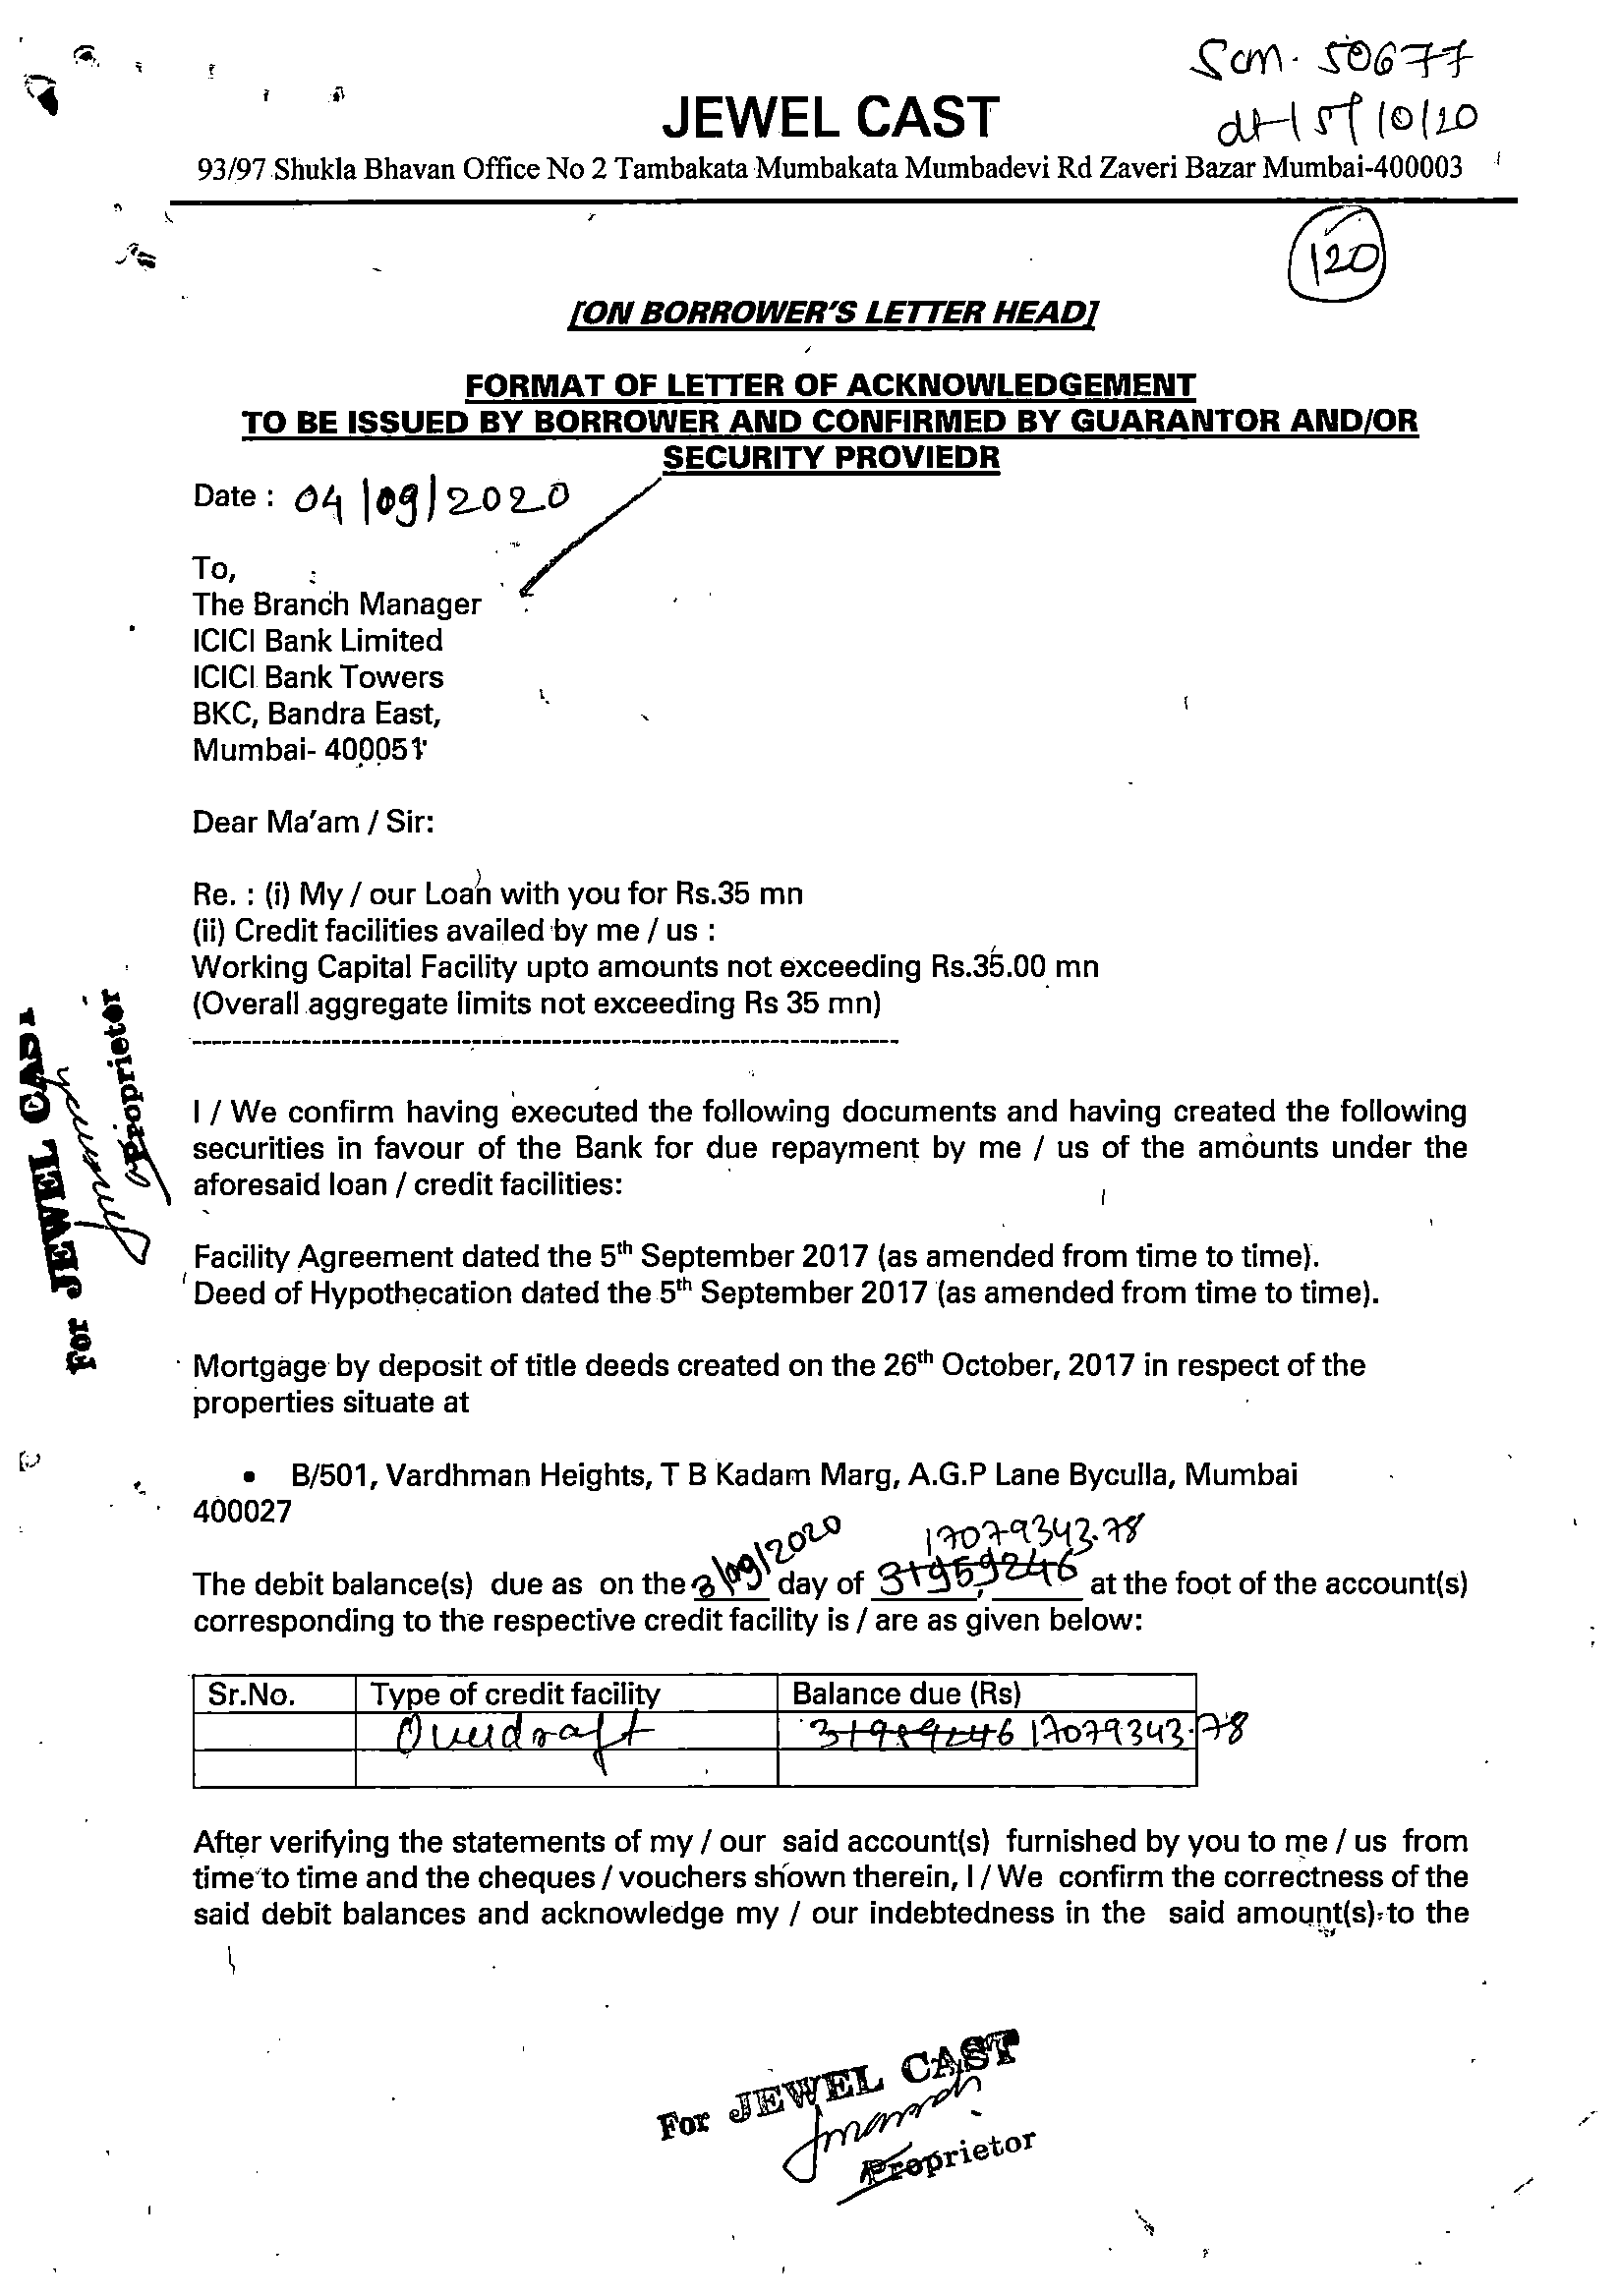 Scm. 50677
JEWEL CAST
dt 15/10/20
93/97 Shukla Bhavan Office No 2 Tambakata Mumbakata Mumbadevi Rd Zaveri Bazar Mumbai-400003
120
[ON BORROWER'S LETTER HEAD]
FORMAT OF LETTER OF ACKNOWLEDGEMENT
TO BE ISSUED BY BORROWER AND CONFIRMED BY GUARANTOR AND/OR
SECURITY PROVIEDR
Date : 04/09/2020
To,
The Branch Manager
ICICI Bank Limited
ICICI Bank Towers
BKC, Bandra East,
Mumbai- 400051
Dear Ma'am / Sir:
Re. : (i) My / our Loan with you for Rs.35 mn
(ii) Credit facilities availed by me / us :
Working Capital Facility upto amounts not exceeding Rs.35.00 mn
(Overall aggregate limits not exceeding Rs 35 mn)
I / We confirm having executed the following documents and having created the following
securities in favour of the Bank for due repayment by me / us of the amounts under the
aforesaid loan / credit facilities:
Facility Agreement dated the 5th September 2017 (as amended from time to time).
Deed of Hypothecation dated the 5th September 2017 (as amended from time to time).
For JEWEL CAST
Proprietor
Mortgage by deposit of title deeds created on the 26th October, 2017 in respect of the
properties situate at
• B/501, Vardhman Heights, T B Kadam Marg, A.G.P Lane Byculla, Mumbai
400027
17079343.78
The debit balance(s) due as on the 3/09/2020 day of 31959246, at the foot of the account(s)
corresponding to the respective credit facility is / are as given below:
Sr.No. Type of credit facility Balance due (Rs)
Overdraft 31959246 17079343.78
After verifying the statements of my / our said account(s) furnished by you to me / us from
time to time and the cheques / vouchers shown therein, I / We confirm the correctness of the
said debit balances and acknowledge my / our indebtedness in the said amount(s) to the
For JEWEL CAST
Proprietor